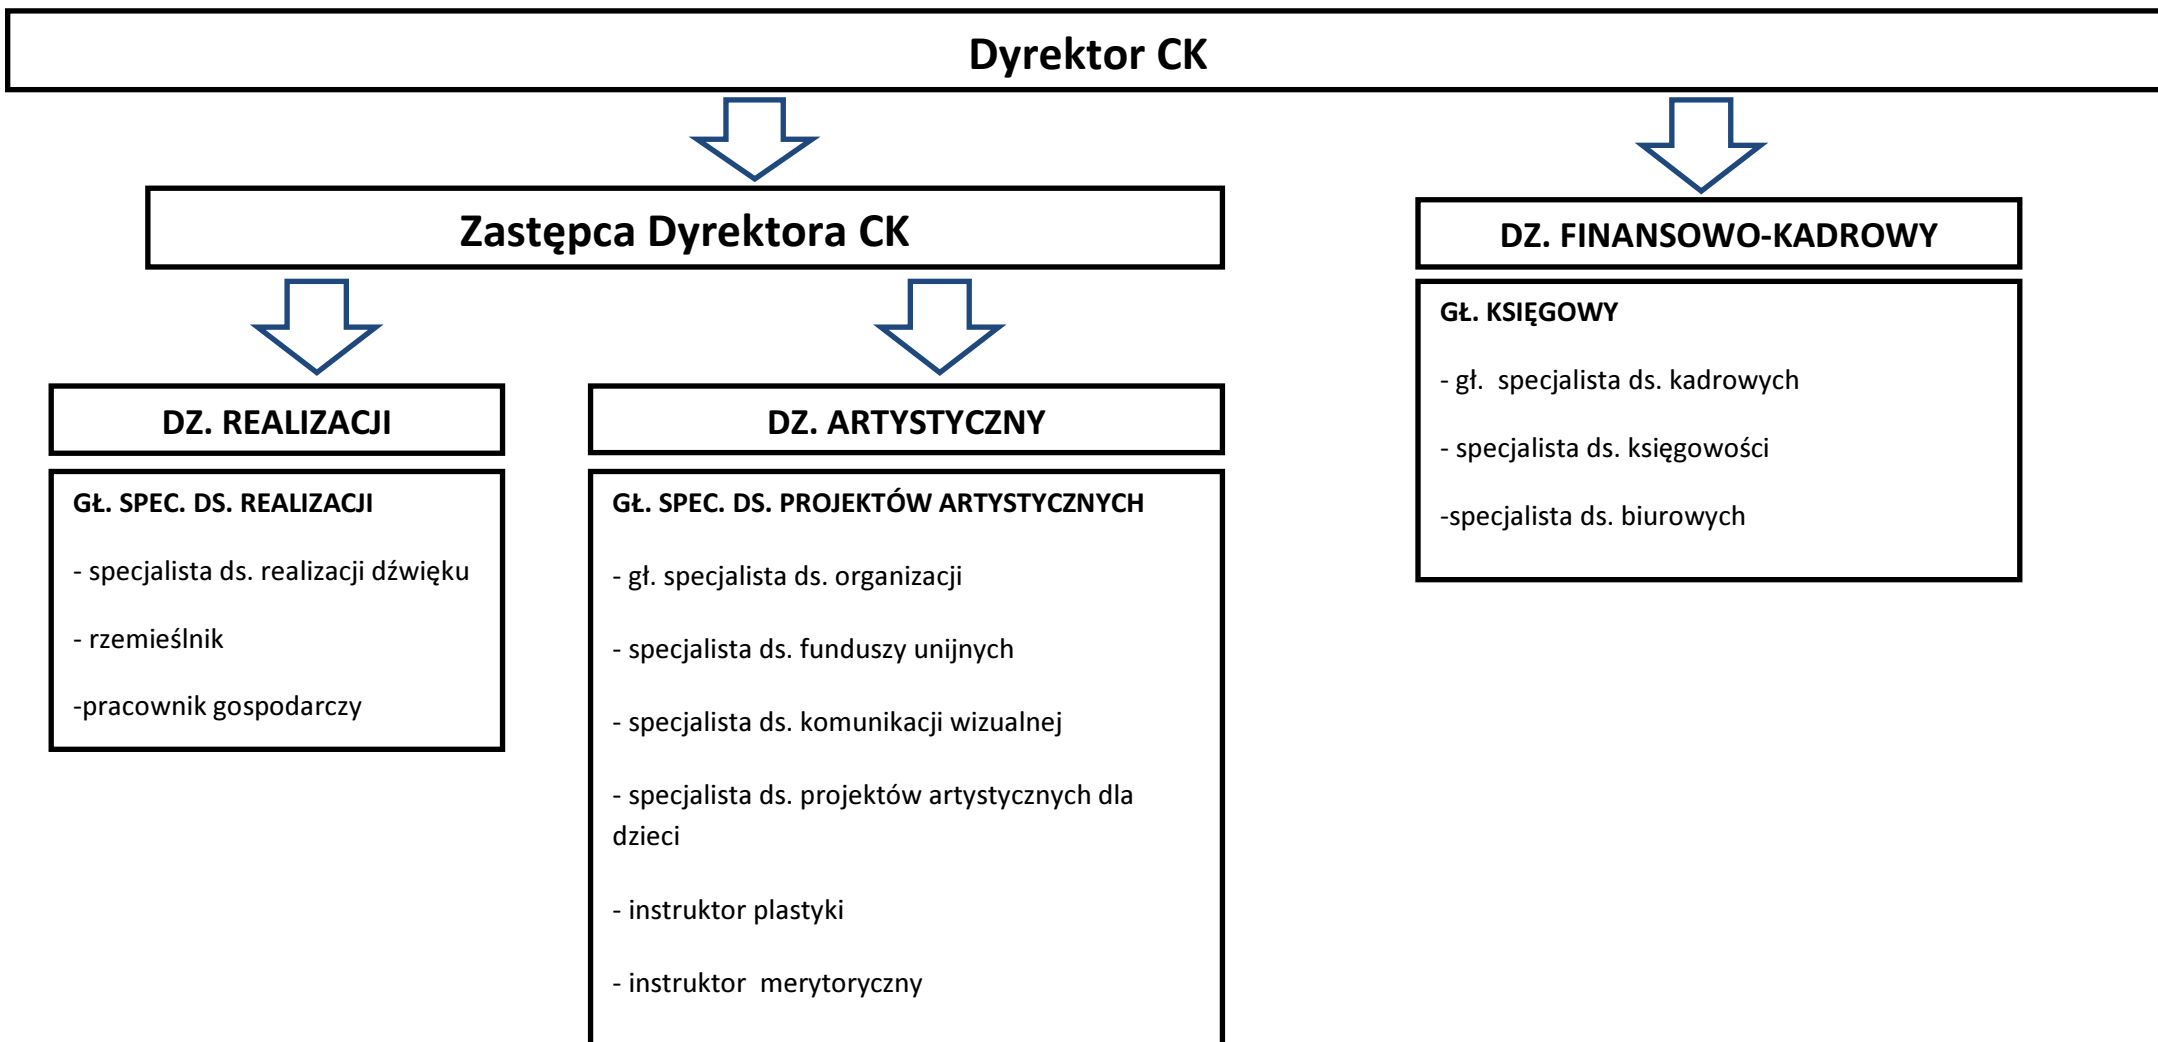 Dyrektor CK
Zastępca Dyrektora CK
DZ. FINANSOWO-KADROWY
GŁ. KSIĘGOWY
- gł.  specjalista ds. kadrowych
- specjalista ds. księgowości
-specjalista ds. biurowych
DZ. REALIZACJI
GŁ. SPEC. DS. REALIZACJI
- specjalista ds. realizacji dźwięku
- rzemieślnik
-pracownik gospodarczy
DZ. ARTYSTYCZNY
GŁ. SPEC. DS. PROJEKTÓW ARTYSTYCZNYCH
- gł. specjalista ds. organizacji
- specjalista ds. funduszy unijnych
- specjalista ds. komunikacji wizualnej
- specjalista ds. projektów artystycznych dla
dzieci
- instruktor plastyki
- instruktor  merytoryczny